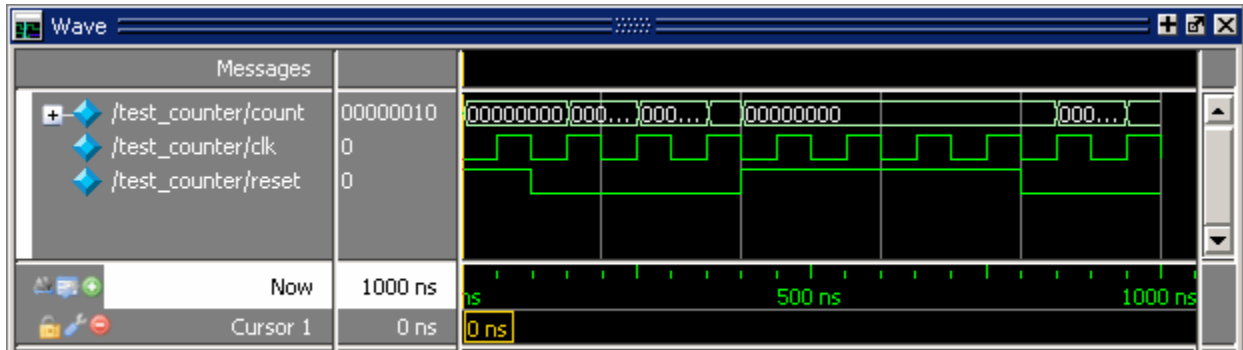 Wave
Messages
/test_counter/count 00000010 00000000 000... 000... 00000000 000...
/test_counter/clk 0
/test_counter/reset 0
Now 1000 ns ns 500 ns 1000 ns
Cursor 1 0 ns 0 ns